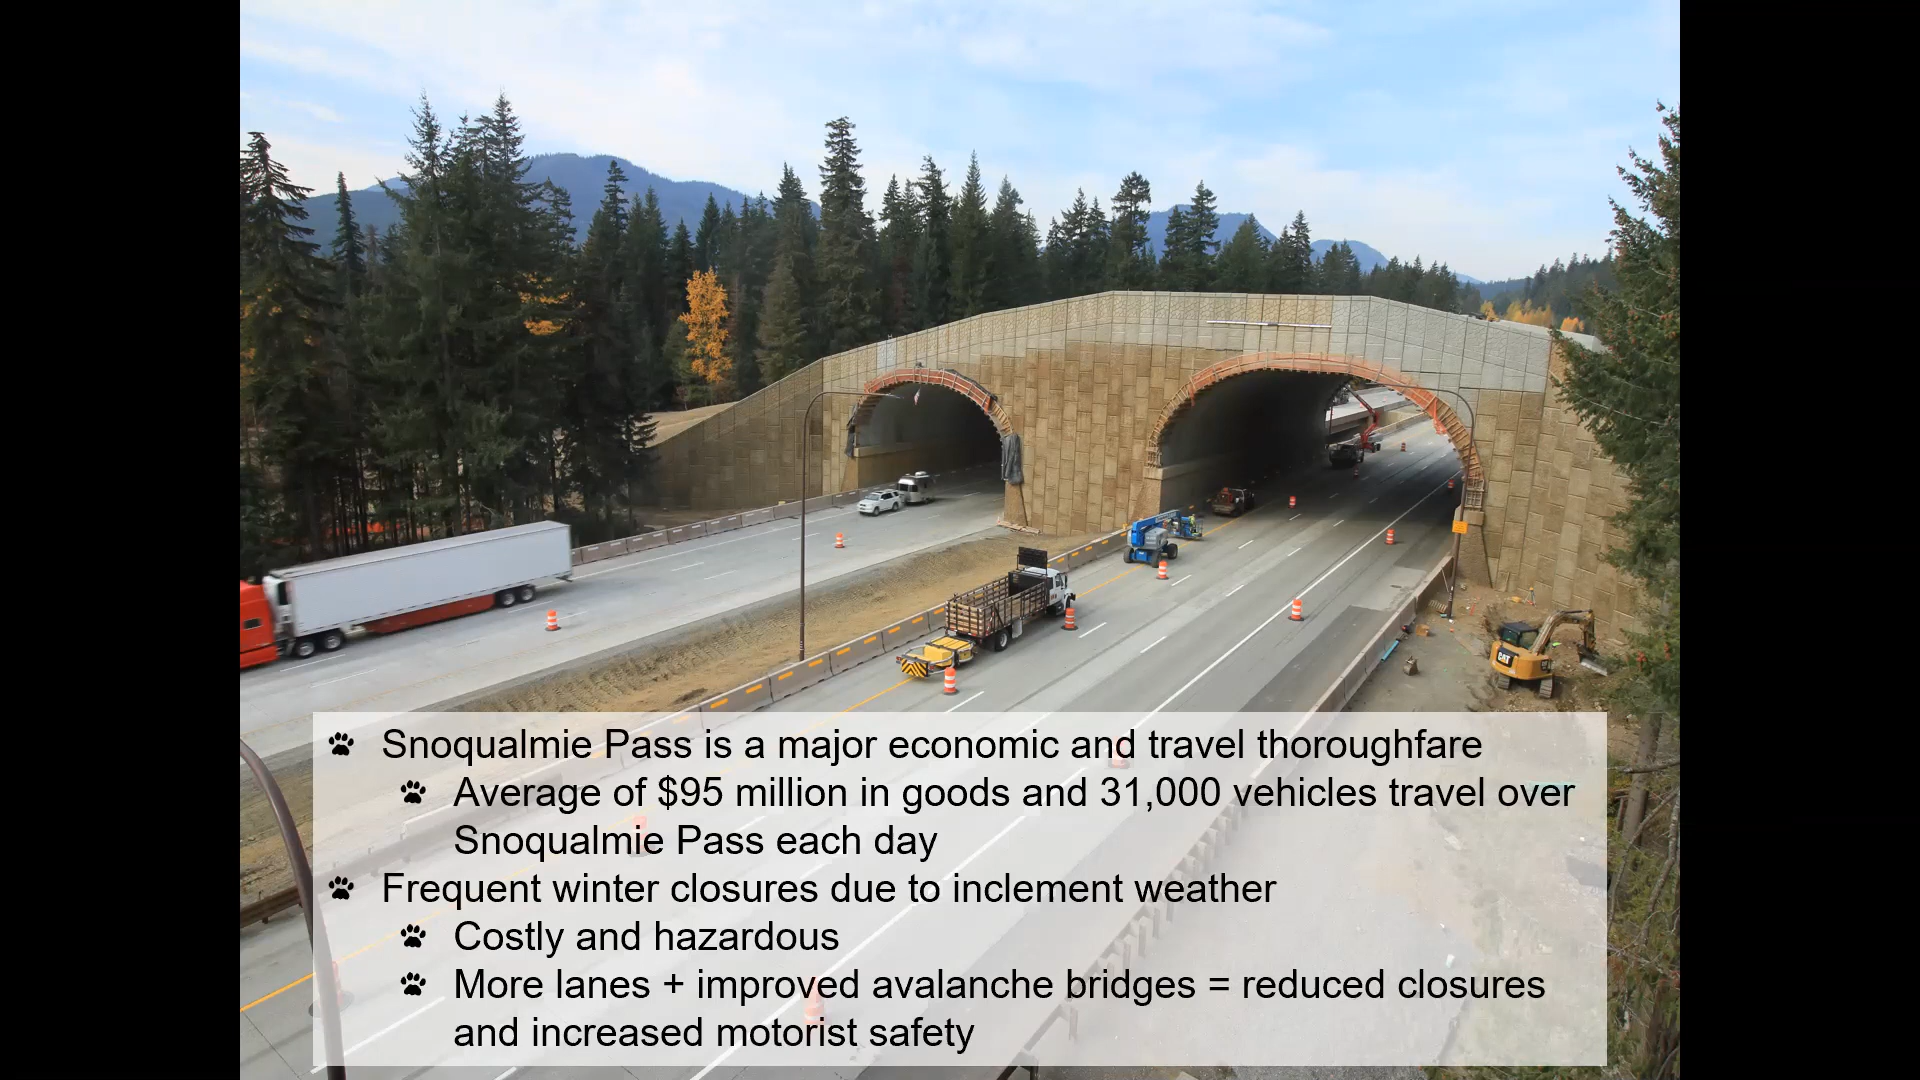 Snoqualmie Pass is a major economic and travel thoroughfare
Average of $95 million in goods and 31,000 vehicles travel over
Snoqualmie Pass each day
Frequent winter closures due to inclement weather
Costly and hazardous
More lanes + improved avalanche bridges = reduced closures
and increased motorist safety
CAT